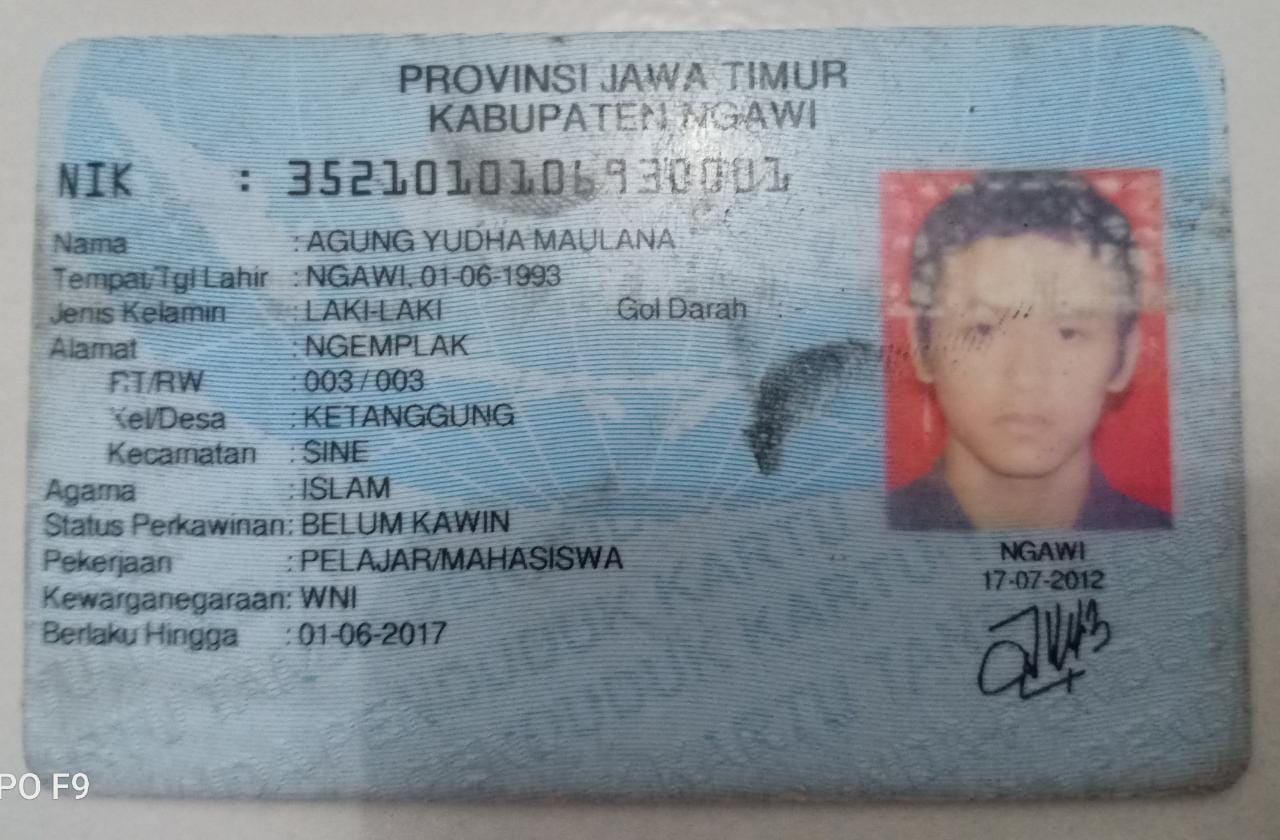 PROVINSI JAWA TIMUR
KABUPATEN NGAWI
NIK : 3521010106930001
Nama : AGUNG YUDHA MAULANA
Tempat/Tgl Lahir : NGAWI, 01-06-1993
Jenis Kelamin : LAKI-LAKI Gol Darah :
Alamat : NGEMPLAK
RT/RW : 003 / 003
Kel/Desa : KETANGGUNG
Kecamatan : SINE
Agama : ISLAM
Status Perkawinan: BELUM KAWIN
Pekerjaan : PELAJAR/MAHASISWA
Kewarganegaraan: WNI
Berlaku Hingga : 01-06-2017
NGAWI
17-07-2012
PO F9